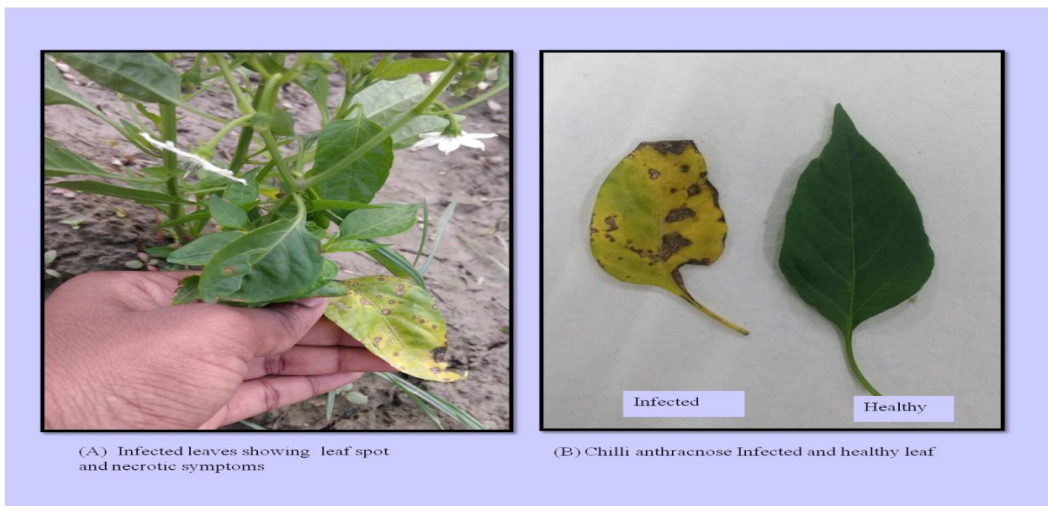 Infected
Healthy
(A) Infected leaves showing leaf spot
and necrotic symptoms
(B) Chilli anthracnose Infected and healthy leaf